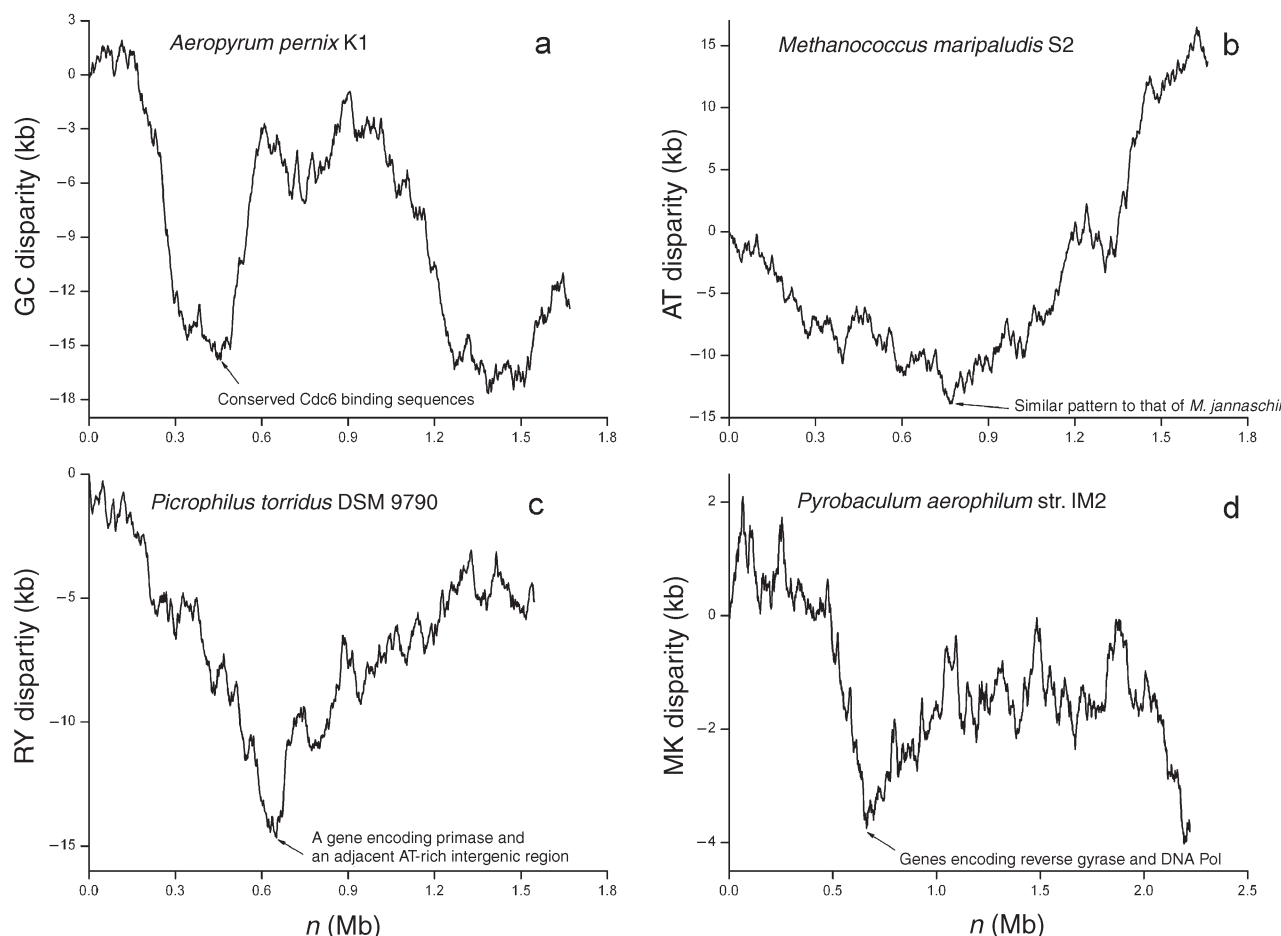 Aeropyrum pernix K1
a
GC disparity (kb)
3
0
−3
−6
−9
−12
−15
−18
Conserved Cdc6 binding sequences
0.0 0.3 0.6 0.9 1.2 1.5 1.8
Methanococcus maripaludis S2
b
AT disparity (kb)
15
10
5
0
−5
−10
−15
Similar pattern to that of M. jannaschii
0.0 0.3 0.6 0.9 1.2 1.5 1.8
Picrophilus torridus DSM 9790
c
RY dispartiy (kb)
0
−5
−10
−15
A gene encoding primase and
an adjacent AT-rich intergenic region
0.0 0.3 0.6 0.9 1.2 1.5 1.8
n (Mb)
Pyrobaculum aerophilum str. IM2
d
MK disparity (kb)
2
0
−2
−4
Genes encoding reverse gyrase and DNA Pol
0.0 0.5 1.0 1.5 2.0 2.5
n (Mb)